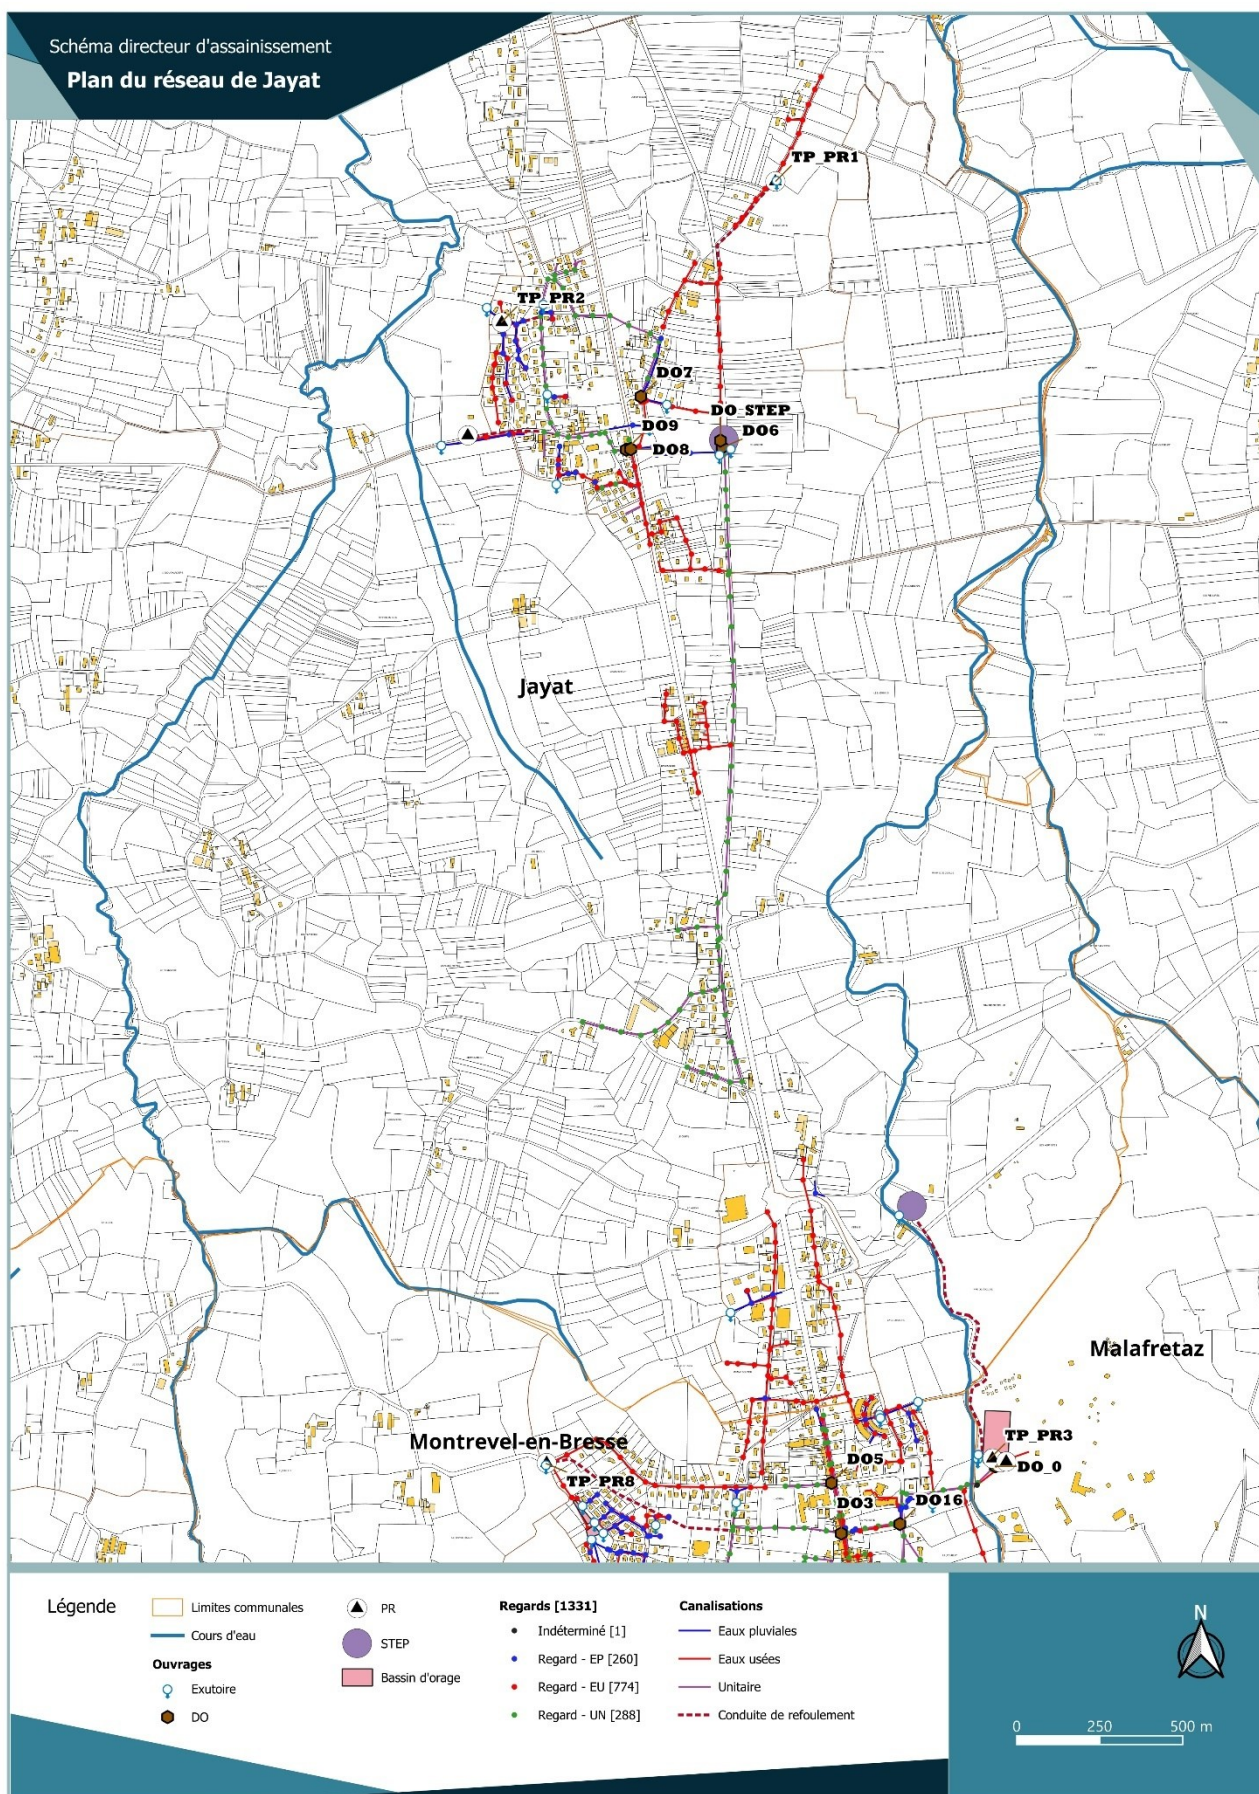 Schéma directeur d'assainissement
Plan du réseau de Jayat
TP_PR1
TP_PR2
DO7
DO_STEP
DO9
DO6
DO8
Jayat
Malafretaz
Montrevel-en-Bresse
TP_PR3
DO5
DO_0
TP_PR8
DO3
DO16
Légende
Limites communales
Cours d'eau
Ouvrages
Exutoire
DO
PR
STEP
Bassin d'orage
Regards [1331]
Indéterminé [1]
Regard - EP [260]
Regard - EU [774]
Regard - UN [288]
Canalisations
Eaux pluviales
Eaux usées
Unitaire
Conduite de refoulement
N
0 250 500 m